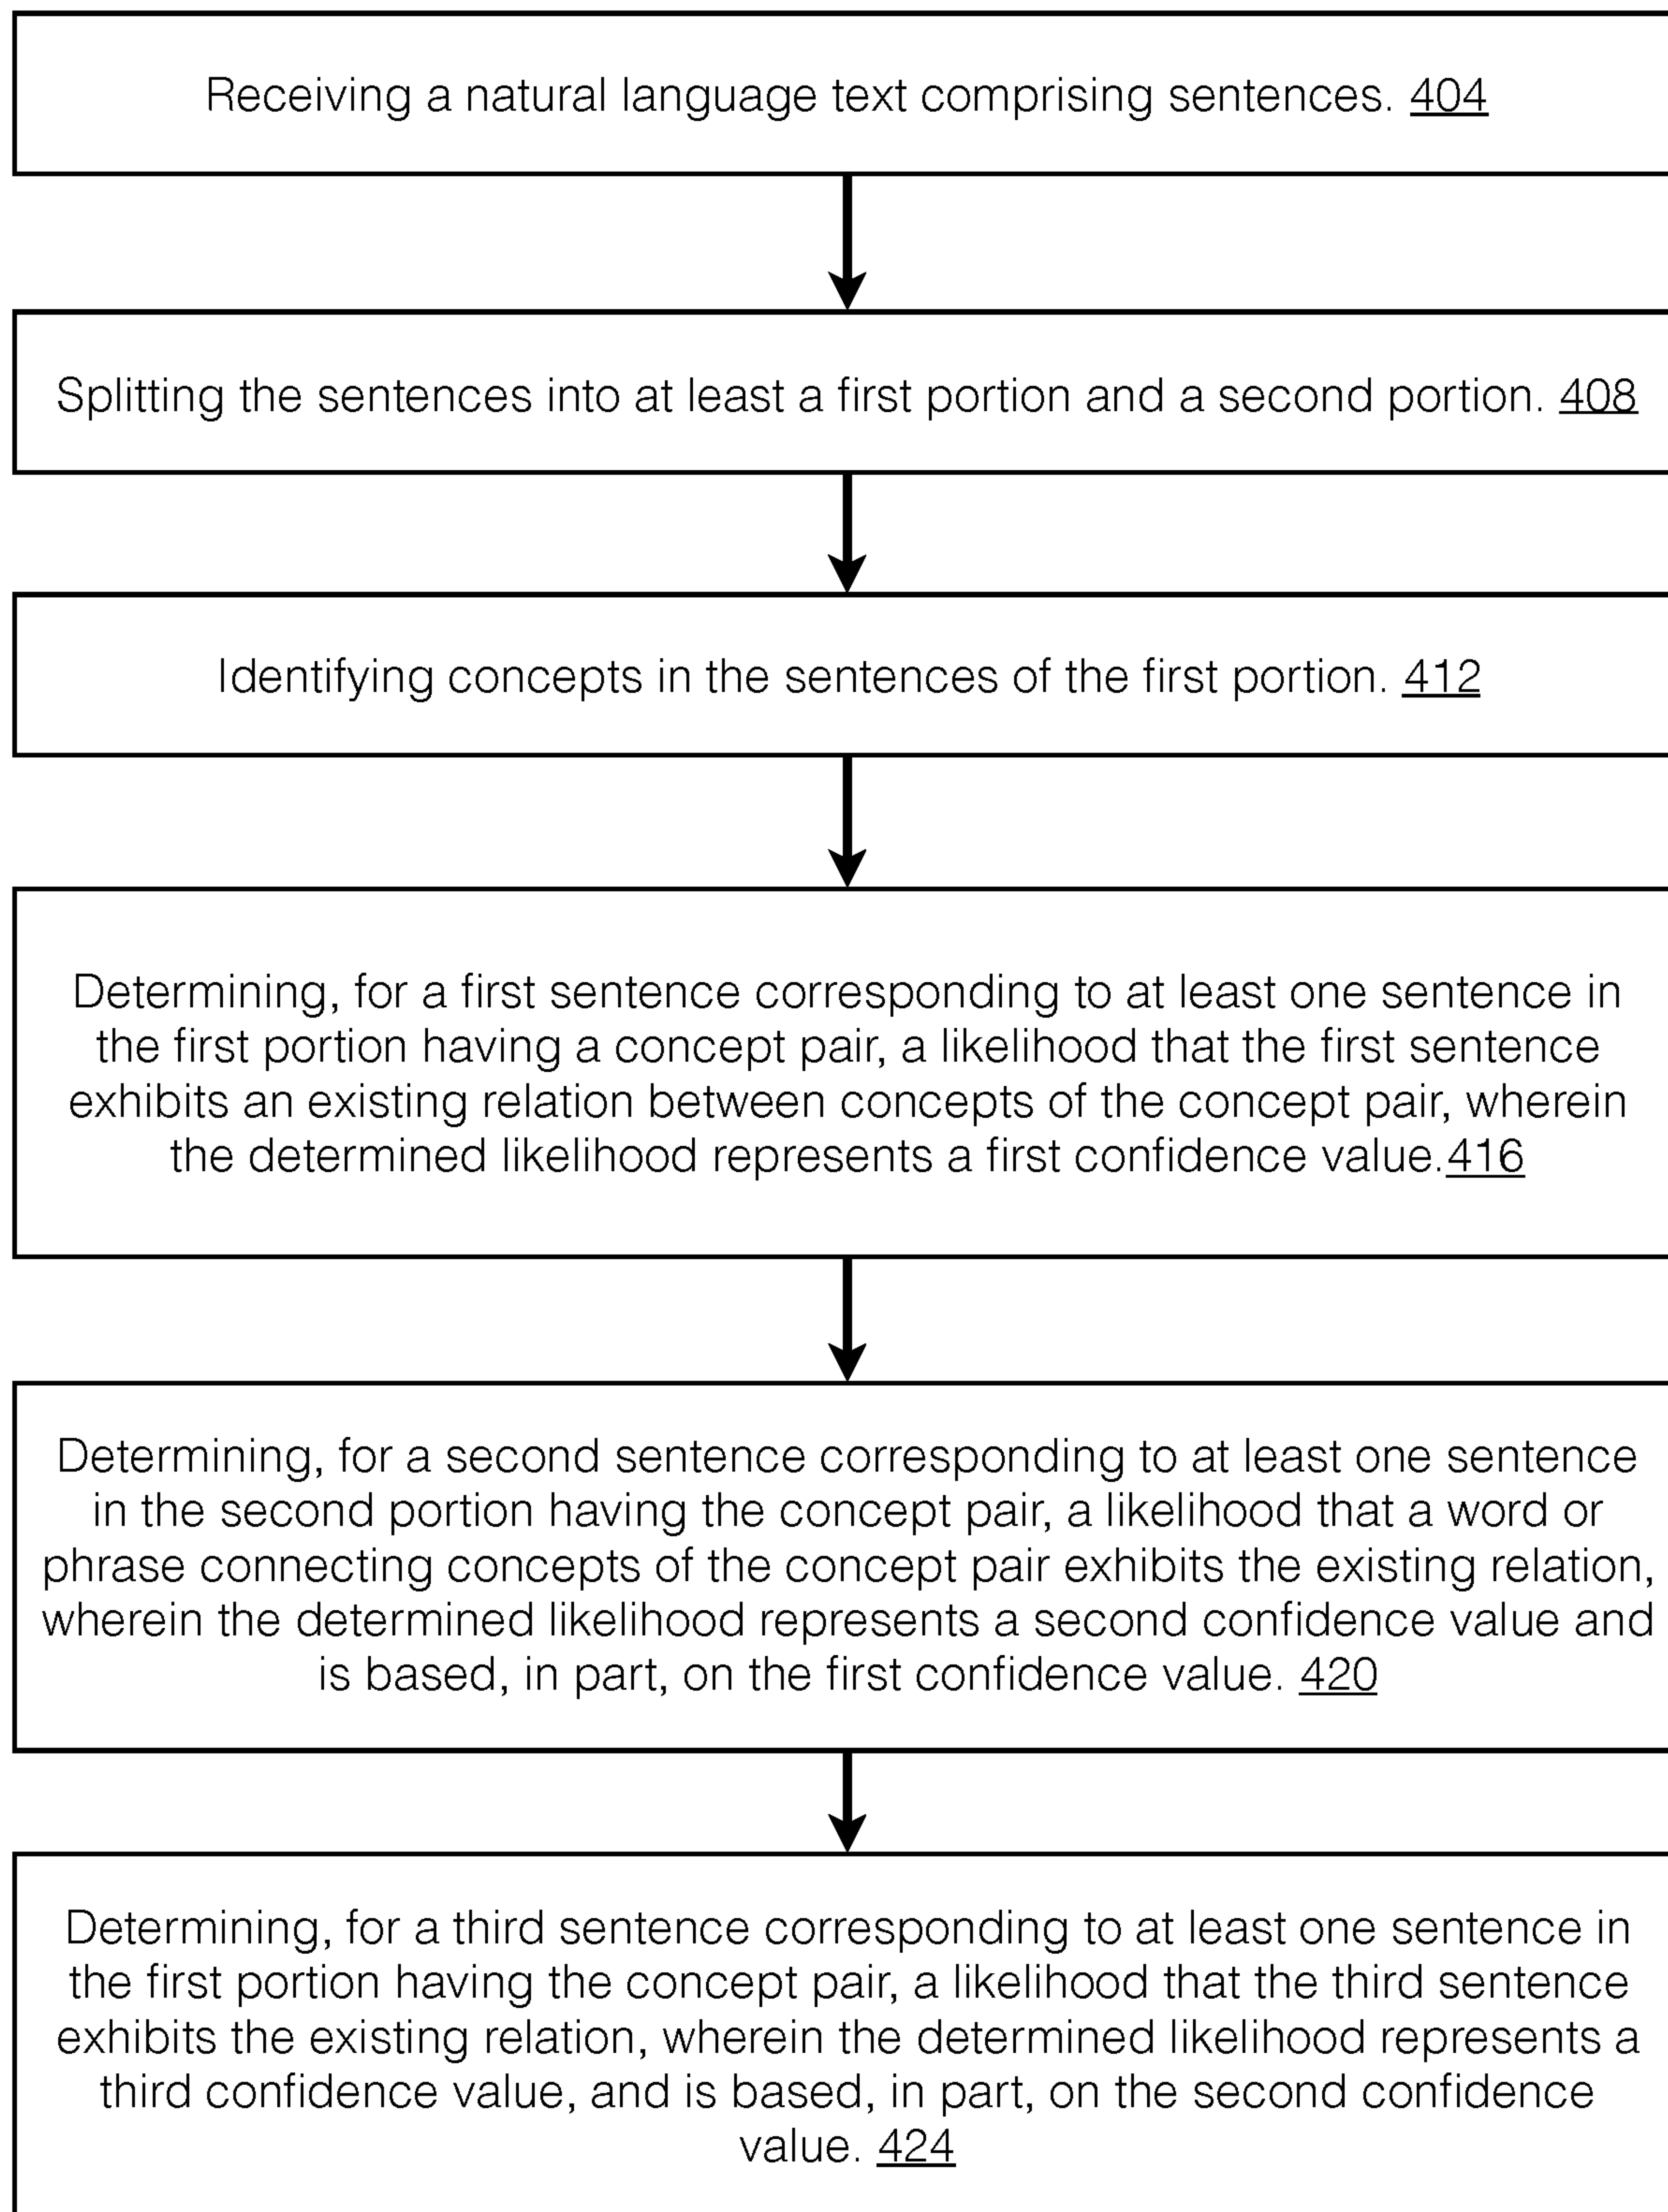 Receiving a natural language text comprising sentences. 404
Splitting the sentences into at least a first portion and a second portion. 408
Identifying concepts in the sentences of the first portion. 412
Determining, for a first sentence corresponding to at least one sentence in
the first portion having a concept pair, a likelihood that the first sentence
exhibits an existing relation between concepts of the concept pair, wherein
the determined likelihood represents a first confidence value.416
Determining, for a second sentence corresponding to at least one sentence
in the second portion having the concept pair, a likelihood that a word or
phrase connecting concepts of the concept pair exhibits the existing relation,
wherein the determined likelihood represents a second confidence value and
is based, in part, on the first confidence value. 420
Determining, for a third sentence corresponding to at least one sentence in
the first portion having the concept pair, a likelihood that the third sentence
exhibits the existing relation, wherein the determined likelihood represents a
third confidence value, and is based, in part, on the second confidence
value. 424